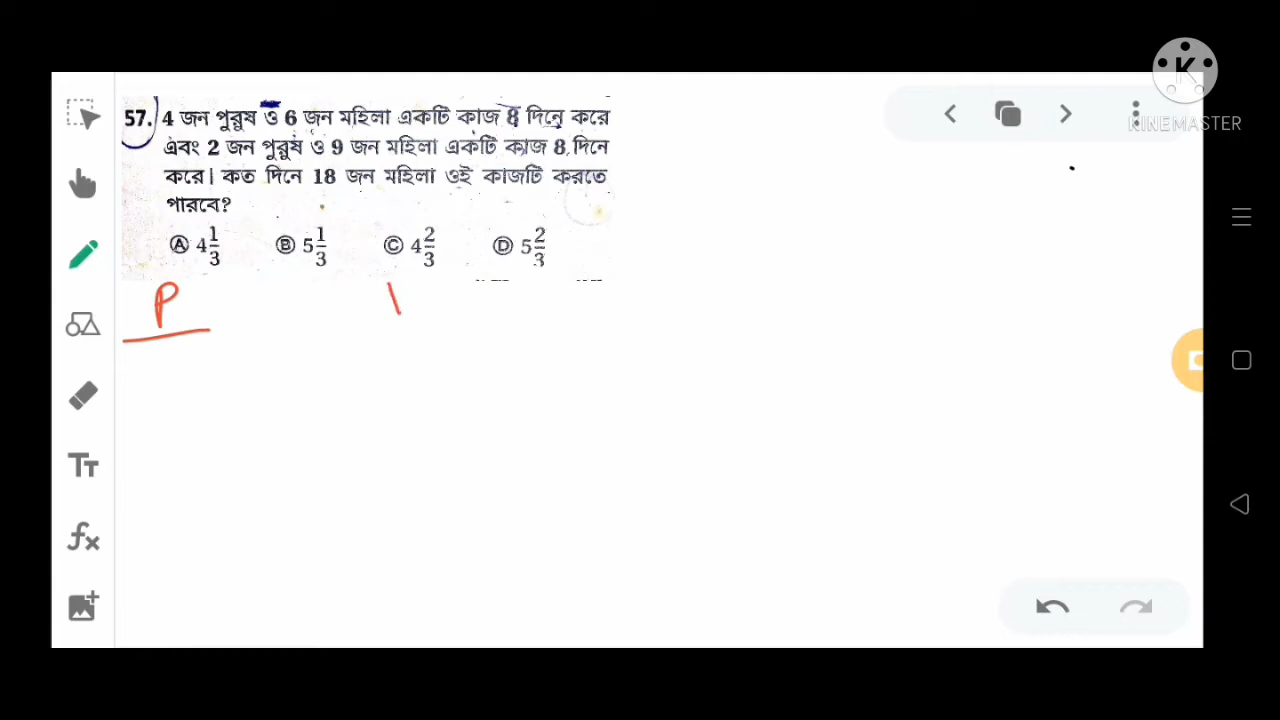 KINEMASTER
57. 4 জন পুরুষ ও 6 জন মহিলা একটি কাজ 8 দিনে করে
এবং 2 জন পুরুষ ও 9 জন মহিলা একটি কাজ 8 দিনে
করে। কত দিনে 18 জন মহিলা ওই কাজটি করতে
পারবে?
Ⓐ 4 1/3 Ⓑ 5 1/3 Ⓒ 4 2/3 Ⓓ 5 2/3
P
Tт
fx